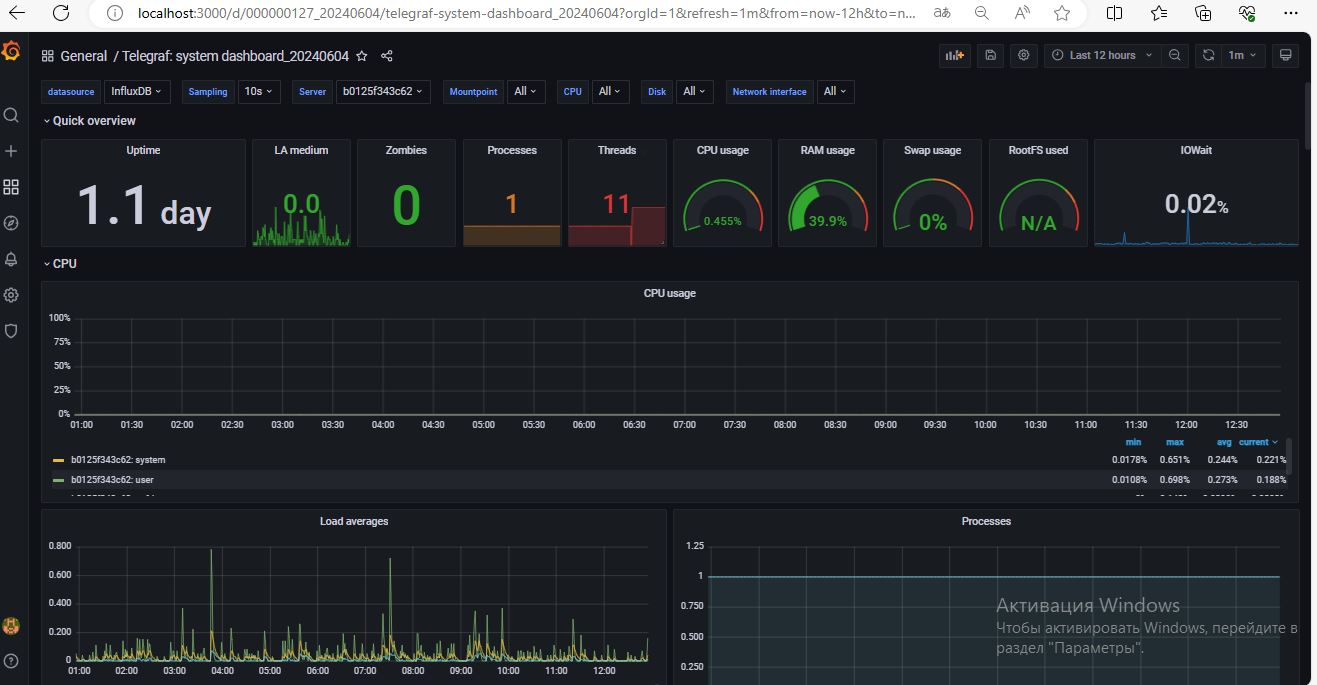 localhost:3000/d/000000127_20240604/telegraf-system-dashboard_20240604?orgId=1&refresh=1m&from=now-12h&to=n...
General / Telegraf: system dashboard_20240604
Last 12 hours
1m
datasource InfluxDB Sampling 10s Server b0125f343c62 Mountpoint All CPU All Disk All Network interface All
Quick overview
Uptime
1.1 day
LA medium
0.0
Zombies
0
Processes
1
Threads
11
CPU usage
0.455%
RAM usage
39.9%
Swap usage
0%
RootFS used
N/A
IOWait
0.02%
CPU
CPU usage
100%
75%
50%
25%
0%
01:00 01:30 02:00 02:30 03:00 03:30 04:00 04:30 05:00 05:30 06:00 06:30 07:00 07:30 08:00 08:30 09:00 09:30 10:00 10:30 11:00 11:30 12:00 12:30
min max avg current
b0125f343c62: system 0.0178% 0.651% 0.244% 0.221%
b0125f343c62: user 0.0108% 0.698% 0.273% 0.188%
Load averages
0.800
0.600
0.400
0.200
0
01:00 02:00 03:00 04:00 05:00 06:00 07:00 08:00 09:00 10:00 11:00 12:00
Processes
1.25
1
0.750
0.500
0.250
Активация Windows
Чтобы активировать Windows, перейдите в
раздел "Параметры".